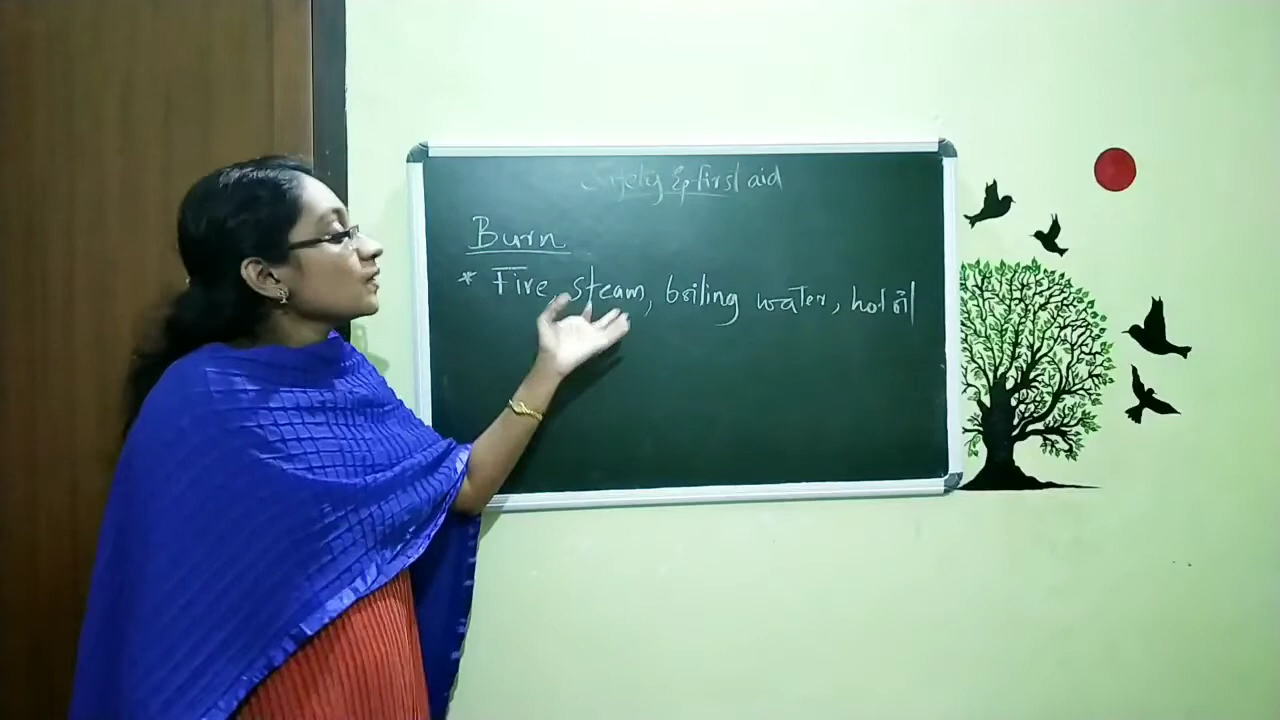 Safety & first aid
Burn
* Fire, steam, boiling water, hot oil